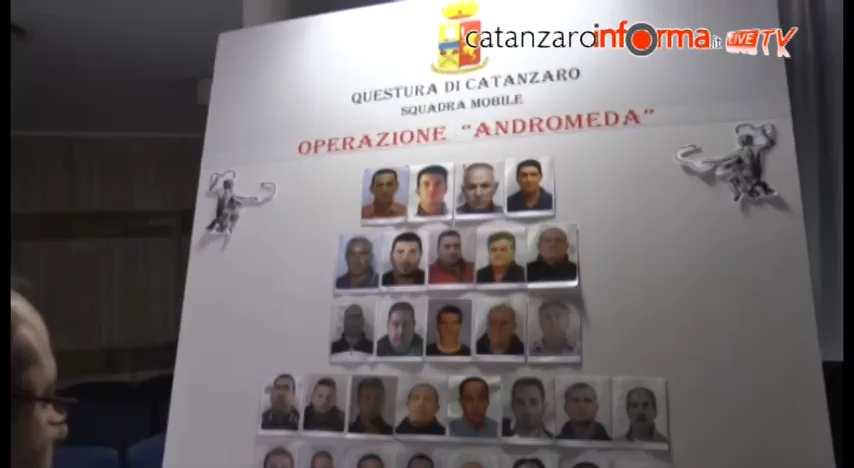 catanzaroinforma.it LIVE TV
QUESTURA DI CATANZARO
SQUADRA MOBILE
OPERAZIONE "ANDROMEDA"